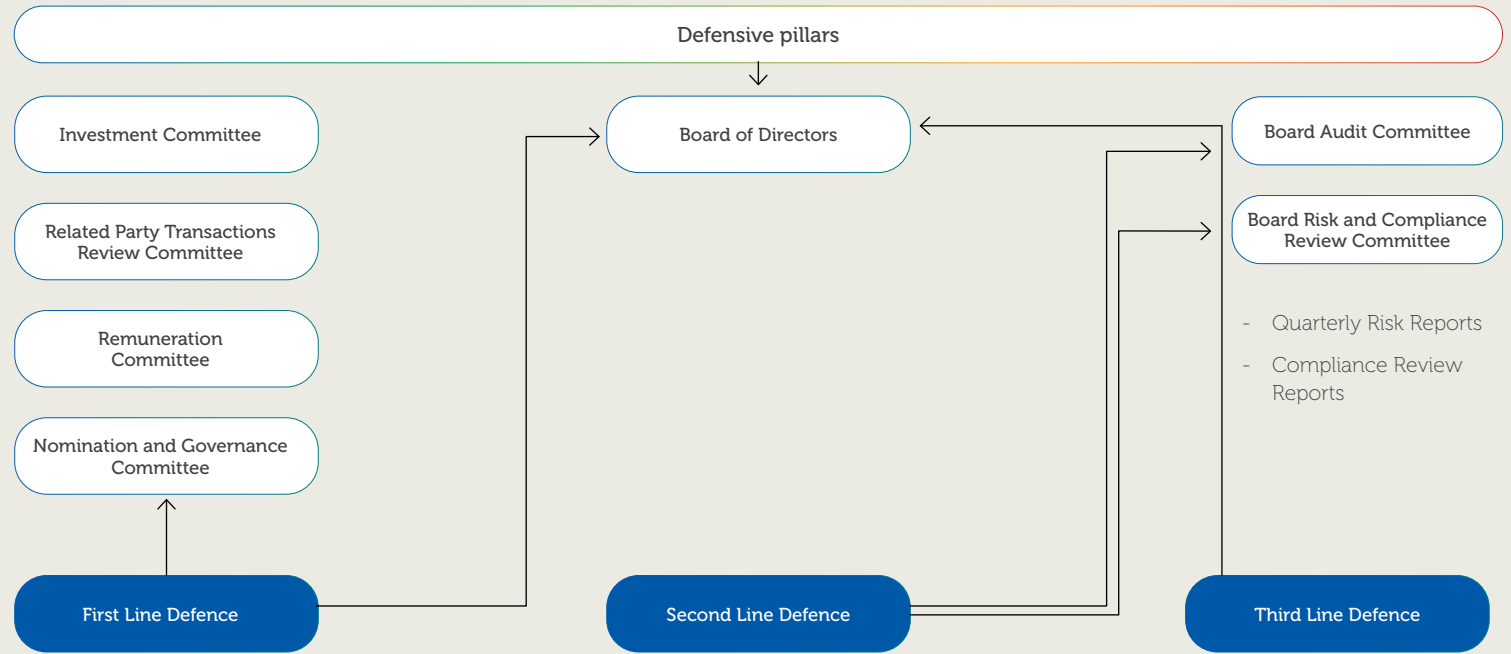 Defensive pillars
Investment Committee
Board of Directors
Board Audit Committee
Related Party Transactions
Review Committee
Board Risk and Compliance
Review Committee
Remuneration
Committee
- Quarterly Risk Reports
- Compliance Review
Reports
Nomination and Governance
Committee
First Line Defence
Second Line Defence
Third Line Defence